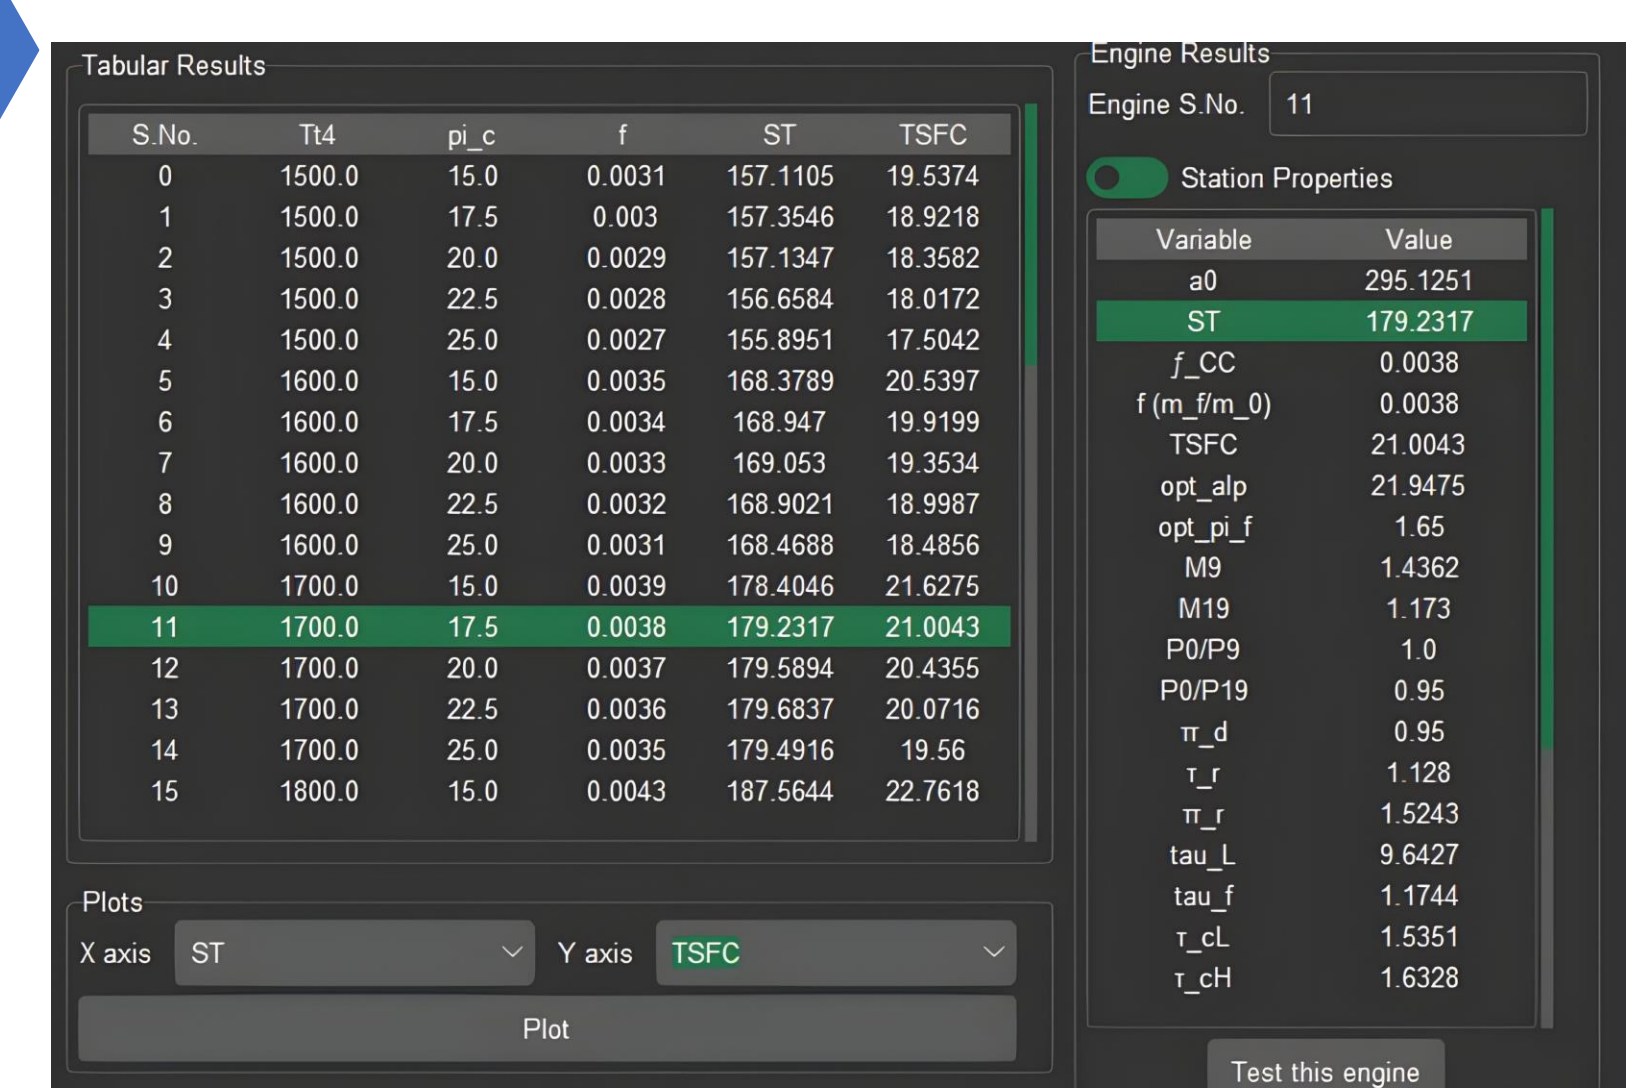 Tabular Results
S.No. Tt4 pi_c f ST TSFC
0 1500.0 15.0 0.0031 157.1105 19.5374
1 1500.0 17.5 0.003 157.3546 18.9218
2 1500.0 20.0 0.0029 157.1347 18.3582
3 1500.0 22.5 0.0028 156.6584 18.0172
4 1500.0 25.0 0.0027 155.8951 17.5042
5 1600.0 15.0 0.0035 168.3789 20.5397
6 1600.0 17.5 0.0034 168.947 19.9199
7 1600.0 20.0 0.0033 169.053 19.3534
8 1600.0 22.5 0.0032 168.9021 18.9987
9 1600.0 25.0 0.0031 168.4688 18.4856
10 1700.0 15.0 0.0039 178.4046 21.6275
11 1700.0 17.5 0.0038 179.2317 21.0043
12 1700.0 20.0 0.0037 179.5894 20.4355
13 1700.0 22.5 0.0036 179.6837 20.0716
14 1700.0 25.0 0.0035 179.4916 19.56
15 1800.0 15.0 0.0043 187.5644 22.7618
Plots
X axis ST Y axis TSFC
Plot
Engine Results
Engine S.No. 11
Station Properties
Variable Value
a0 295.1251
ST 179.2317
ƒ_CC 0.0038
f (m_f/m_0) 0.0038
TSFC 21.0043
opt_alp 21.9475
opt_pi_f 1.65
M9 1.4362
M19 1.173
P0/P9 1.0
P0/P19 0.95
π_d 0.95
τ_r 1.128
π_r 1.5243
tau_L 9.6427
tau_f 1.1744
τ_cL 1.5351
τ_cH 1.6328
Test this engine